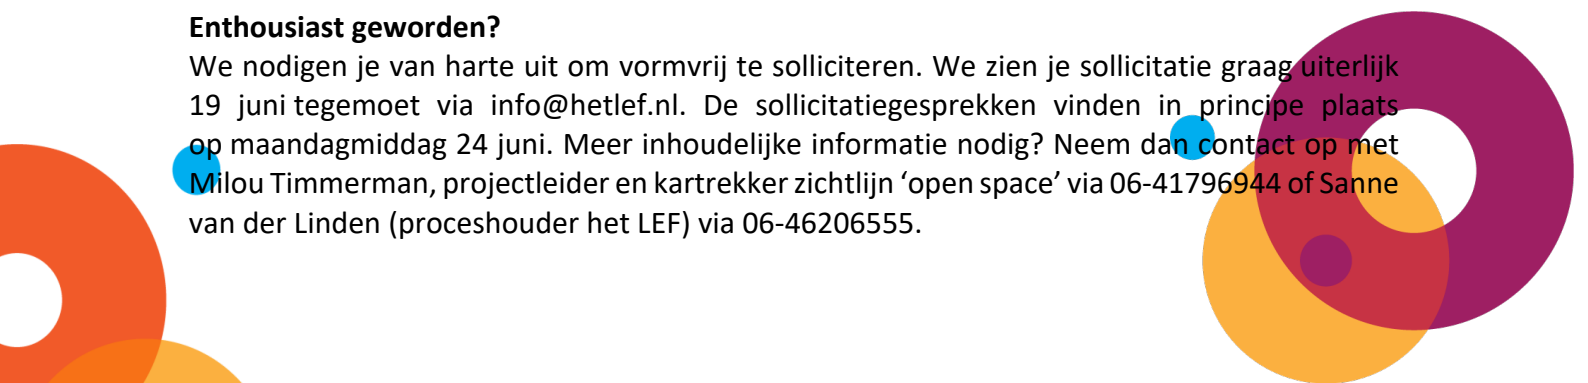 Enthousiast geworden?
We nodigen je van harte uit om vormvrij te solliciteren. We zien je sollicitatie graag uiterlijk
19 juni tegemoet via info@hetlef.nl. De sollicitatiegesprekken vinden in principe plaats
op maandagmiddag 24 juni. Meer inhoudelijke informatie nodig? Neem dan contact op met
Milou Timmerman, projectleider en kartrekker zichtlijn ‘open space’ via 06-41796944 of Sanne
van der Linden (proceshouder het LEF) via 06-46206555.